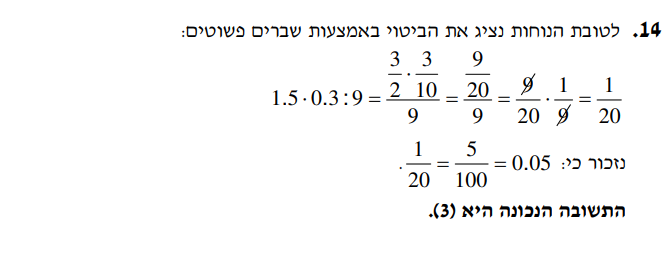 14. לטובת הנוחות נציג את הביטוי באמצעות שברים פשוטים:
1.5 · 0.3 : 9 = (3/2 · 3/10)/9 = (9/20)/9 = 9/20 · 1/9 = 1/20
נזכור כי: 1/20 = 5/100 = 0.05.
התשובה הנכונה היא (3).